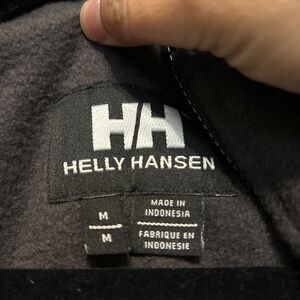 HH
HELLY HANSEN
M
M
MADE IN
INDONESIA
FABRIQUE EN
INDONESIE